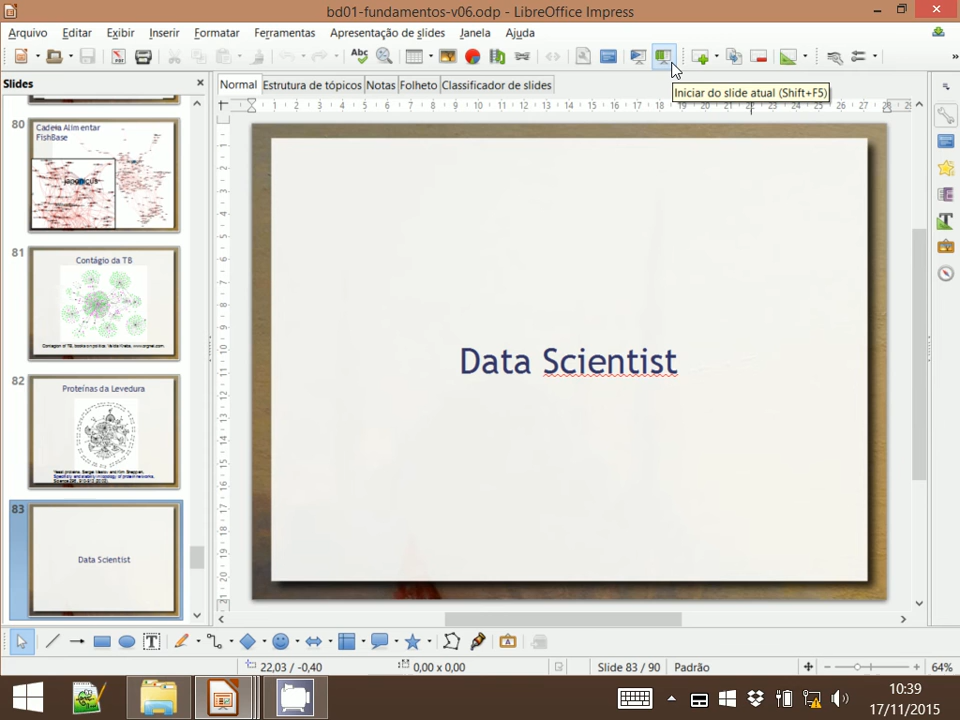 bd01-fundamentos-v06.odp - LibreOffice Impress
Arquivo Editar Exibir Inserir Formatar Ferramentas Apresentação de slides Janela Ajuda
Iniciar do slide atual (Shift+F5)
Slides
Normal Estrutura de tópicos Notas Folheto Classificador de slides
80
Cadeia Alimentar
FishBase
japonicus
81
Contágio da TB
82
Proteínas da Levedura
83
Data Scientist
Data Scientist
22,03 / -0,40
0,00 x 0,00
Slide 83 / 90
Padrão
64%
10:39
17/11/2015